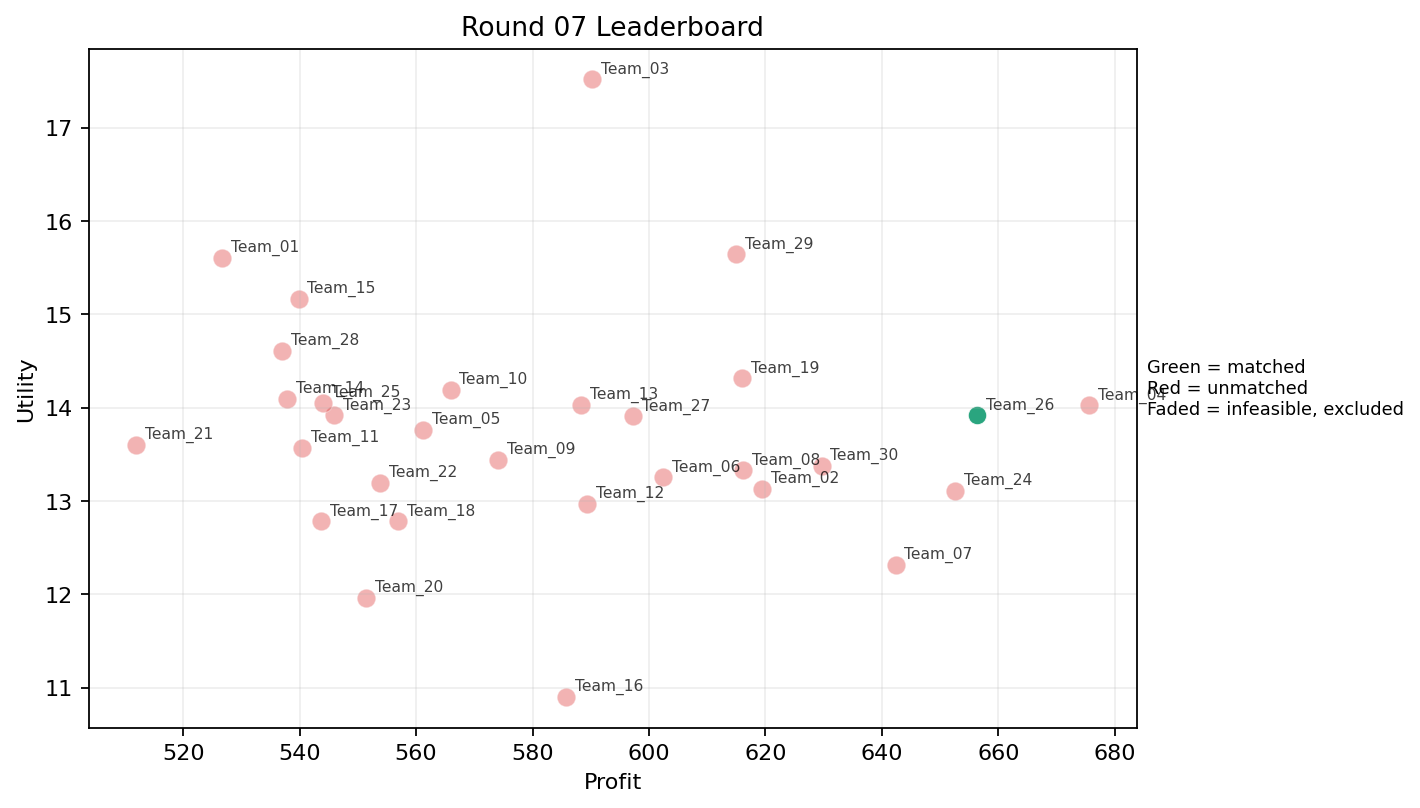 Round 07 Leaderboard
Team_03
17
16
Team_01
Team_29
Team_15
15
Team_28
Team_19
Team_10
Team_14
Team_25
Team_13
Team_04
Team_23
Team_27
Team_26
14
Team_05
Team_21
Team_11
Team_09
Team_30
Team_08
Team_06
Team_22
Team_02
Team_24
13
Team_12
Team_17
Team_18
Team_07
12
Team_20
11
Team_16
Utility
520
540
560
580
600
620
640
660
680
Profit
Green = matched
Red = unmatched
Faded = infeasible, excluded